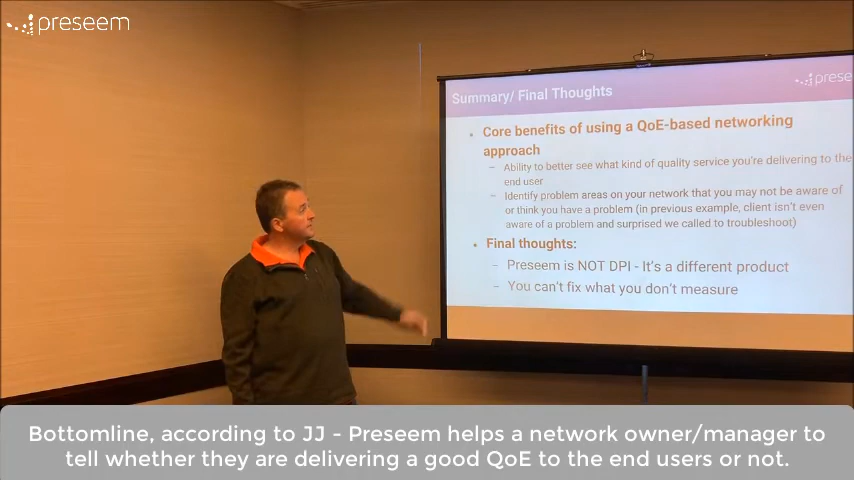 preseem
prese
Summary/ Final Thoughts
• Core benefits of using a QoE-based networking
approach
– Ability to better see what kind of quality service you're delivering to the
end user
– Identify problem areas on your network that you may not be aware of
or think you have a problem (in previous example, client isn't even
aware of a problem and surprised we called to troubleshoot)
• Final thoughts:
– Preseem is NOT DPI - It's a different product
– You can't fix what you don't measure
Bottomline, according to JJ - Preseem helps a network owner/manager to
tell whether they are delivering a good QoE to the end users or not.